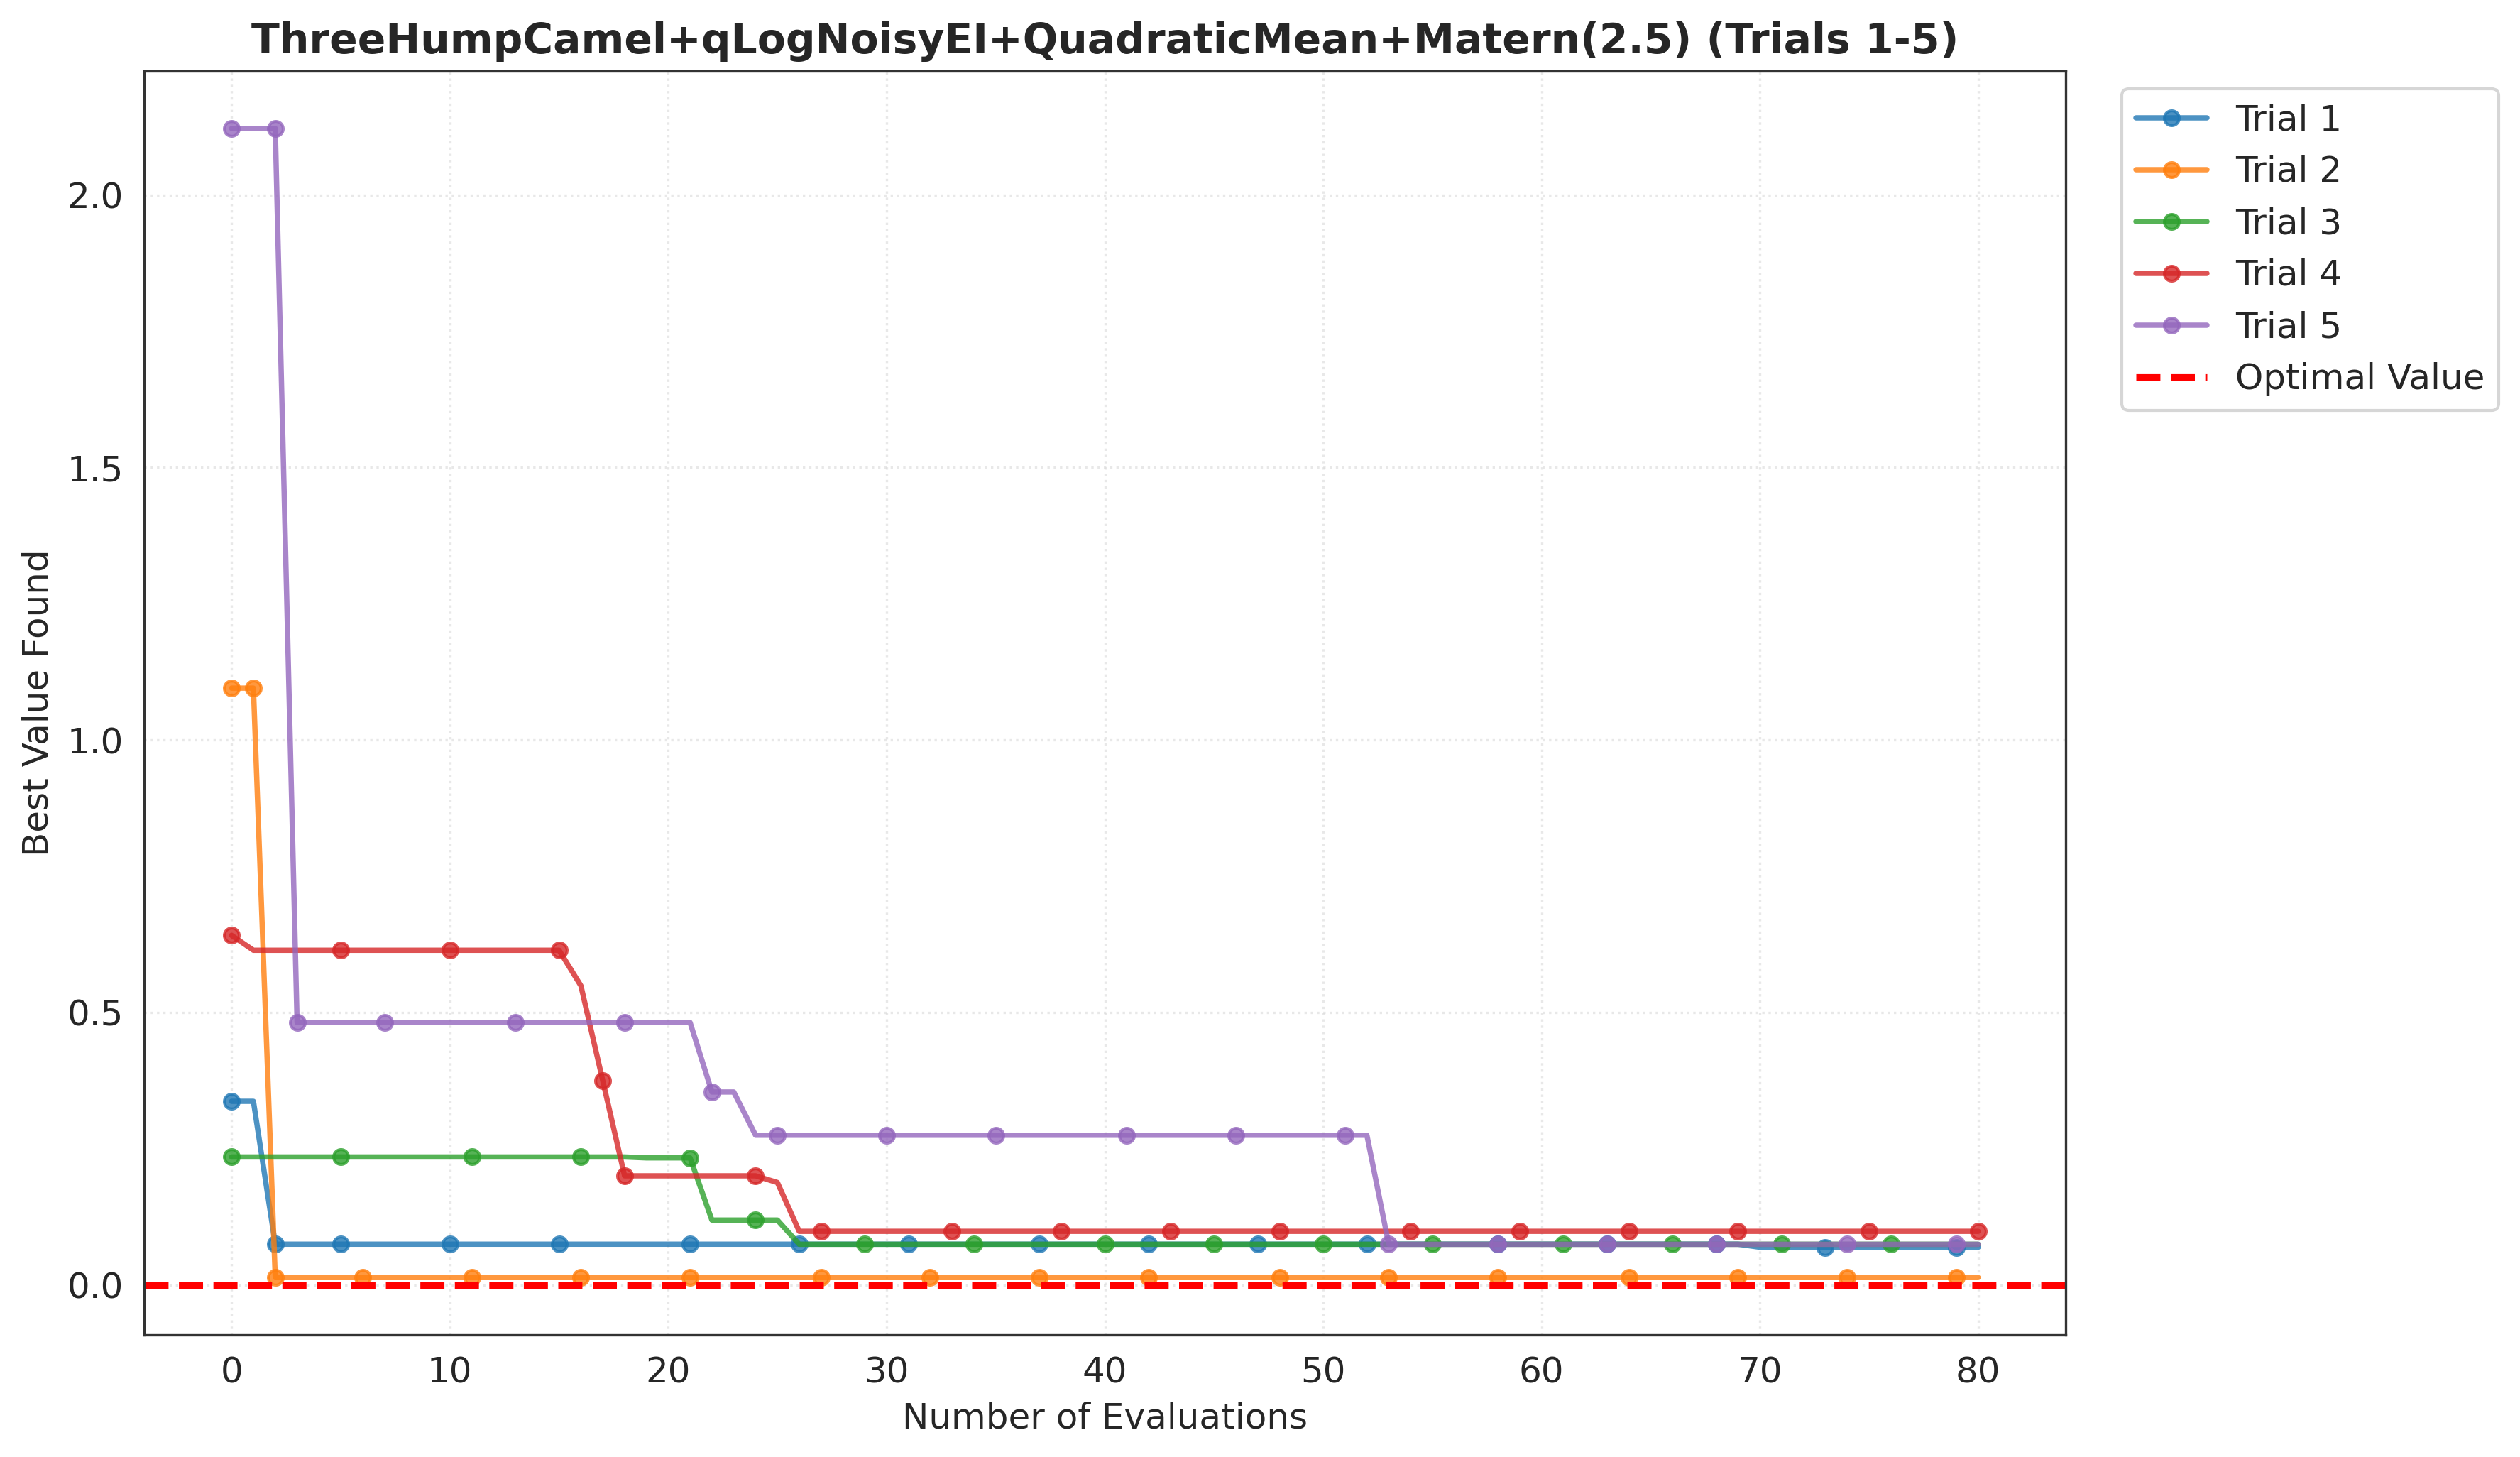 ThreeHumpCamel+qLogNoisyEI+QuadraticMean+Matern(2.5) (Trials 1-5)
Best Value Found
2.0
1.5
1.0
0.5
0.0
0 10 20 30 40 50 60 70 80
Number of Evaluations
Trial 1
Trial 2
Trial 3
Trial 4
Trial 5
Optimal Value